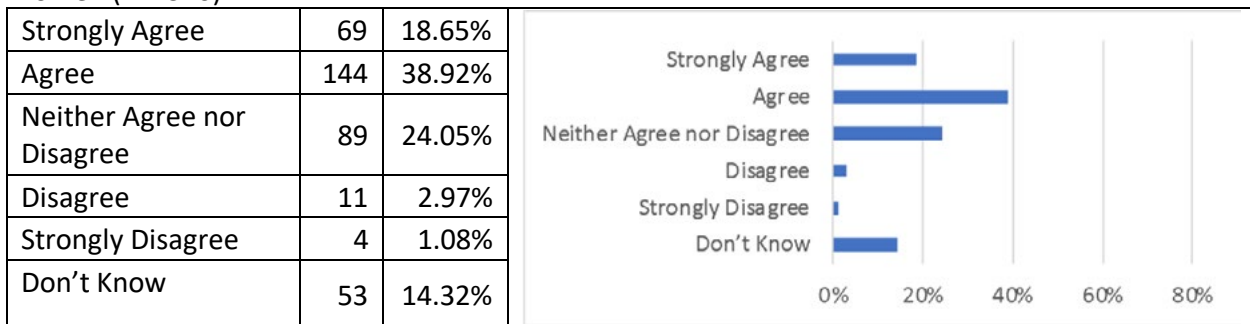 Strongly Agree 69 18.65%
Agree 144 38.92%
Neither Agree nor
Disagree 89 24.05%
Disagree 11 2.97%
Strongly Disagree 4 1.08%
Don’t Know 53 14.32%
Strongly Agree
Agree
Neither Agree nor Disagree
Disagree
Strongly Disagree
Don’t Know
0% 20% 40% 60% 80%